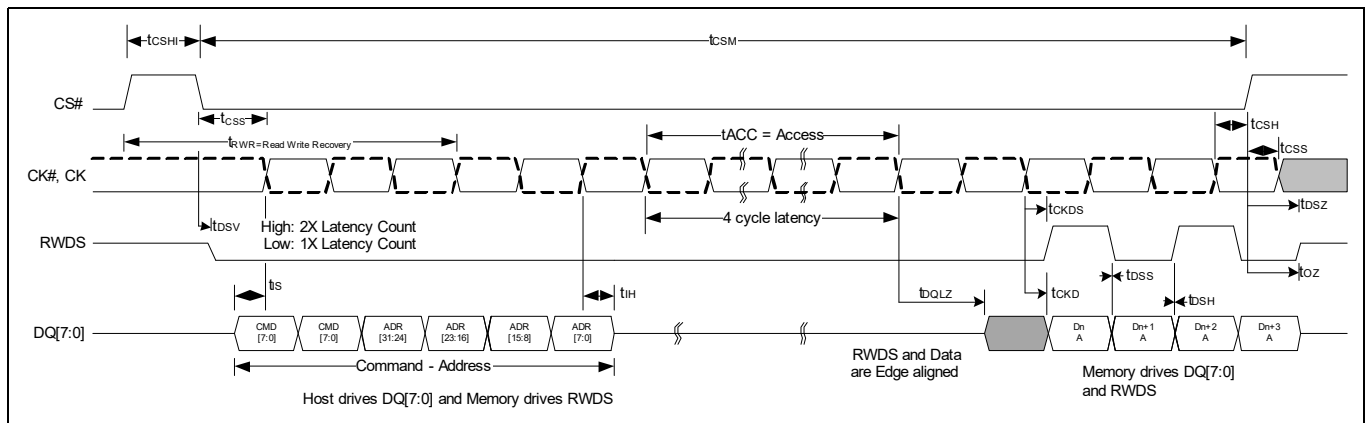 tCSHI
tCSM
CS#
tCSS
tCSH
tRWR=Read Write Recovery
tACC = Access
tCSS
CK#, CK
tDSV
High: 2X Latency Count
Low: 1X Latency Count
4 cycle latency
tCKDS
tDSZ
RWDS
tIS
tIH
tDQLZ
tCKD
tDSS
tDSH
tOZ
DQ[7:0]
CMD [7:0]
CMD [7:0]
ADR [31:24]
ADR [23:16]
ADR [15:8]
ADR [7:0]
Dn A
Dn+1 A
Dn+2 A
Dn+3 A
Command - Address
RWDS and Data
are Edge aligned
Memory drives DQ[7:0]
and RWDS
Host drives DQ[7:0] and Memory drives RWDS